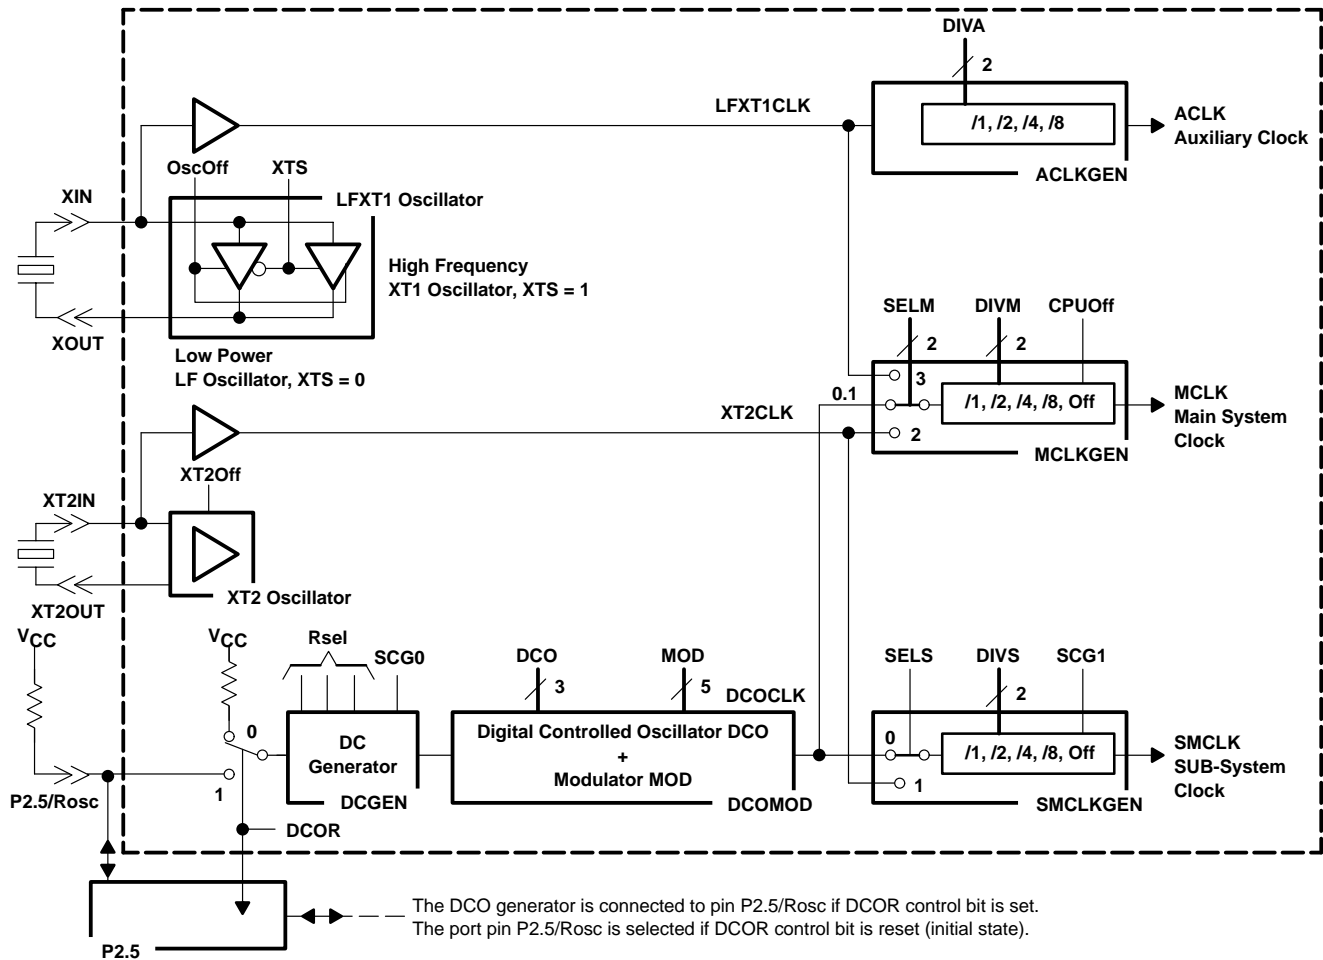 DIVA
2
LFXT1CLK
/1, /2, /4, /8
ACLK
Auxiliary Clock
ACLKGEN
OscOff
XTS
XIN
LFXT1 Oscillator
High Frequency
XT1 Oscillator, XTS = 1
XOUT
Low Power
LF Oscillator, XTS = 0
SELM
DIVM
CPUOff
2
2
3
0.1
/1, /2, /4, /8, Off
2
MCLK
Main System
Clock
MCLKGEN
XT2CLK
XT2Off
XT2IN
XT2OUT
XT2 Oscillator
VCC
VCC
Rsel
SCG0
DCO
3
MOD
5
DCOCLK
SELS
DIVS
2
SCG1
0
1
DC
Generator
DCGEN
Digital Controlled Oscillator DCO
+
Modulator MOD
DCOMOD
0
1
/1, /2, /4, /8, Off
SMCLK
SUB-System
Clock
SMCLKGEN
P2.5/Rosc
DCOR
P2.5
The DCO generator is connected to pin P2.5/Rosc if DCOR control bit is set.
The port pin P2.5/Rosc is selected if DCOR control bit is reset (initial state).